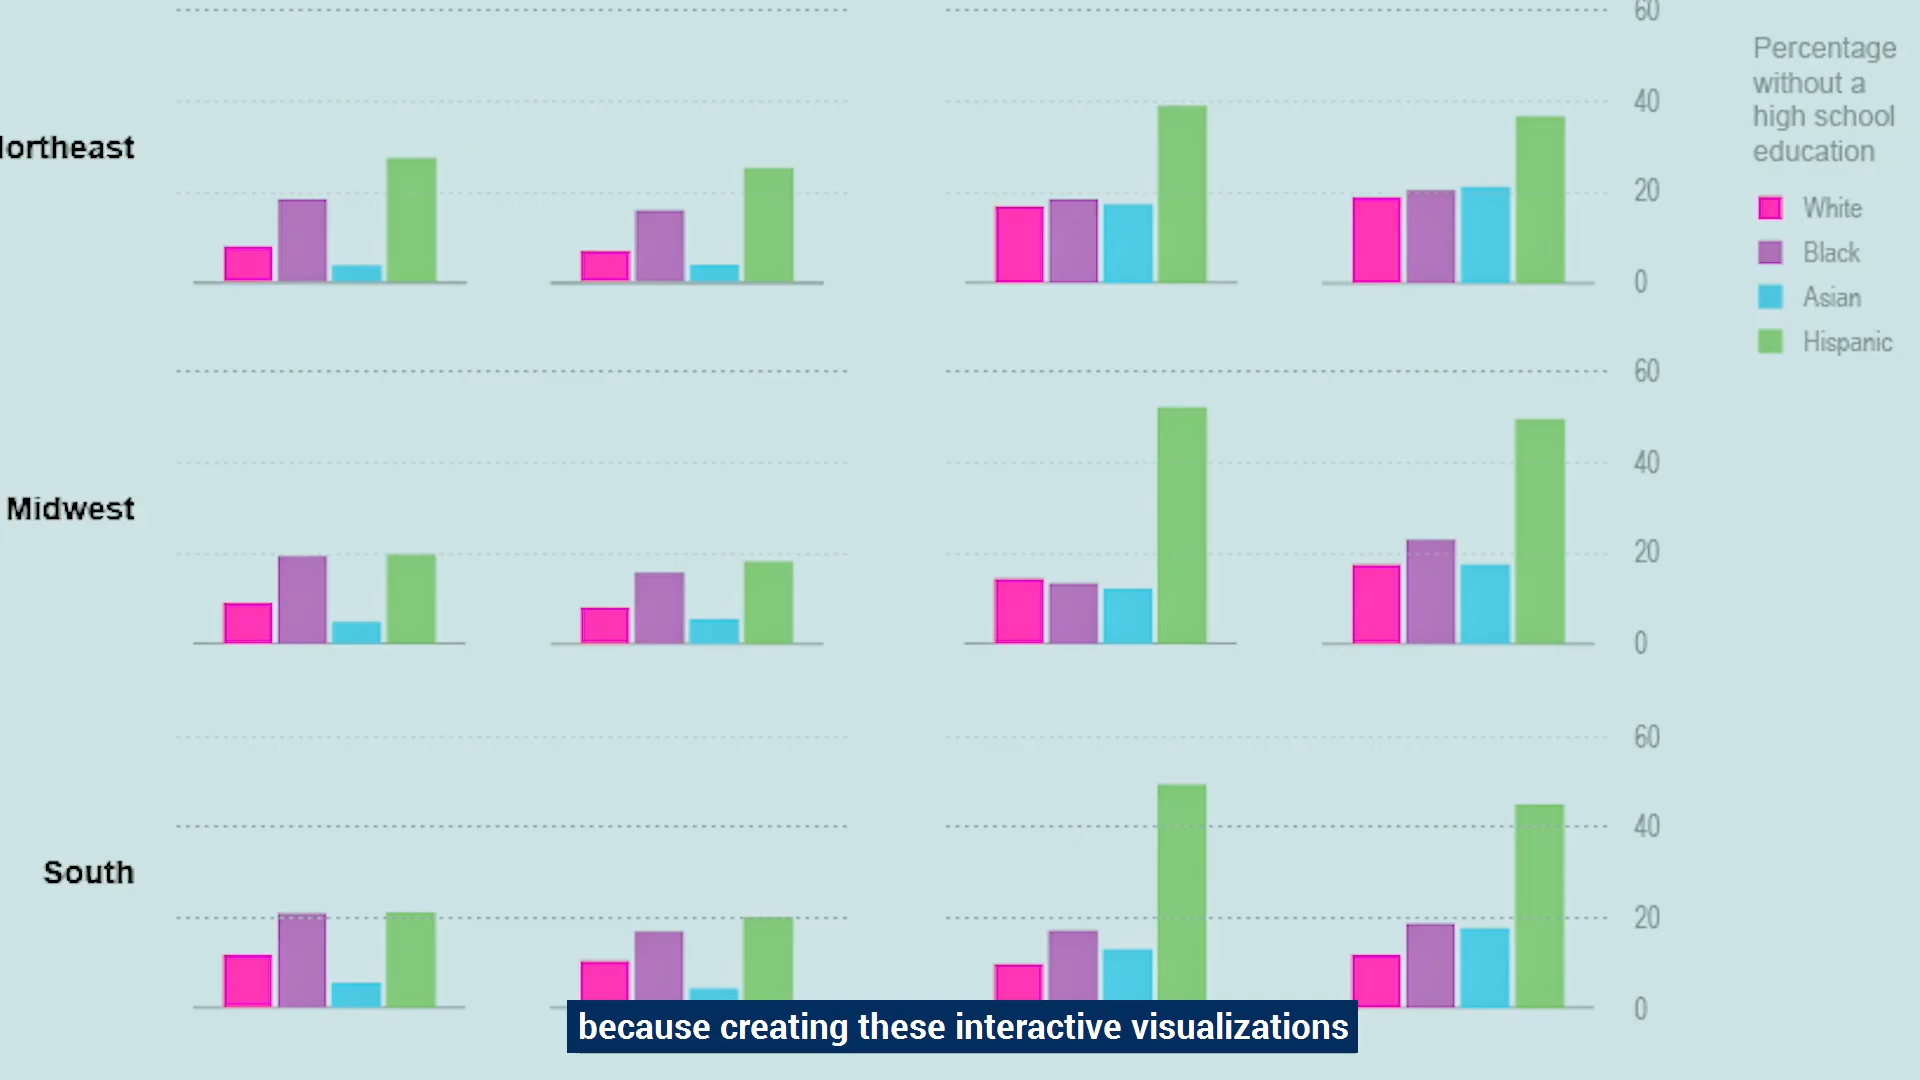 60
Percentage
without a
high school
education
40
ortheast
20
White
Black
0
Asian
Hispanic
60
40
Midwest
20
0
60
40
South
20
0
because creating these interactive visualizations